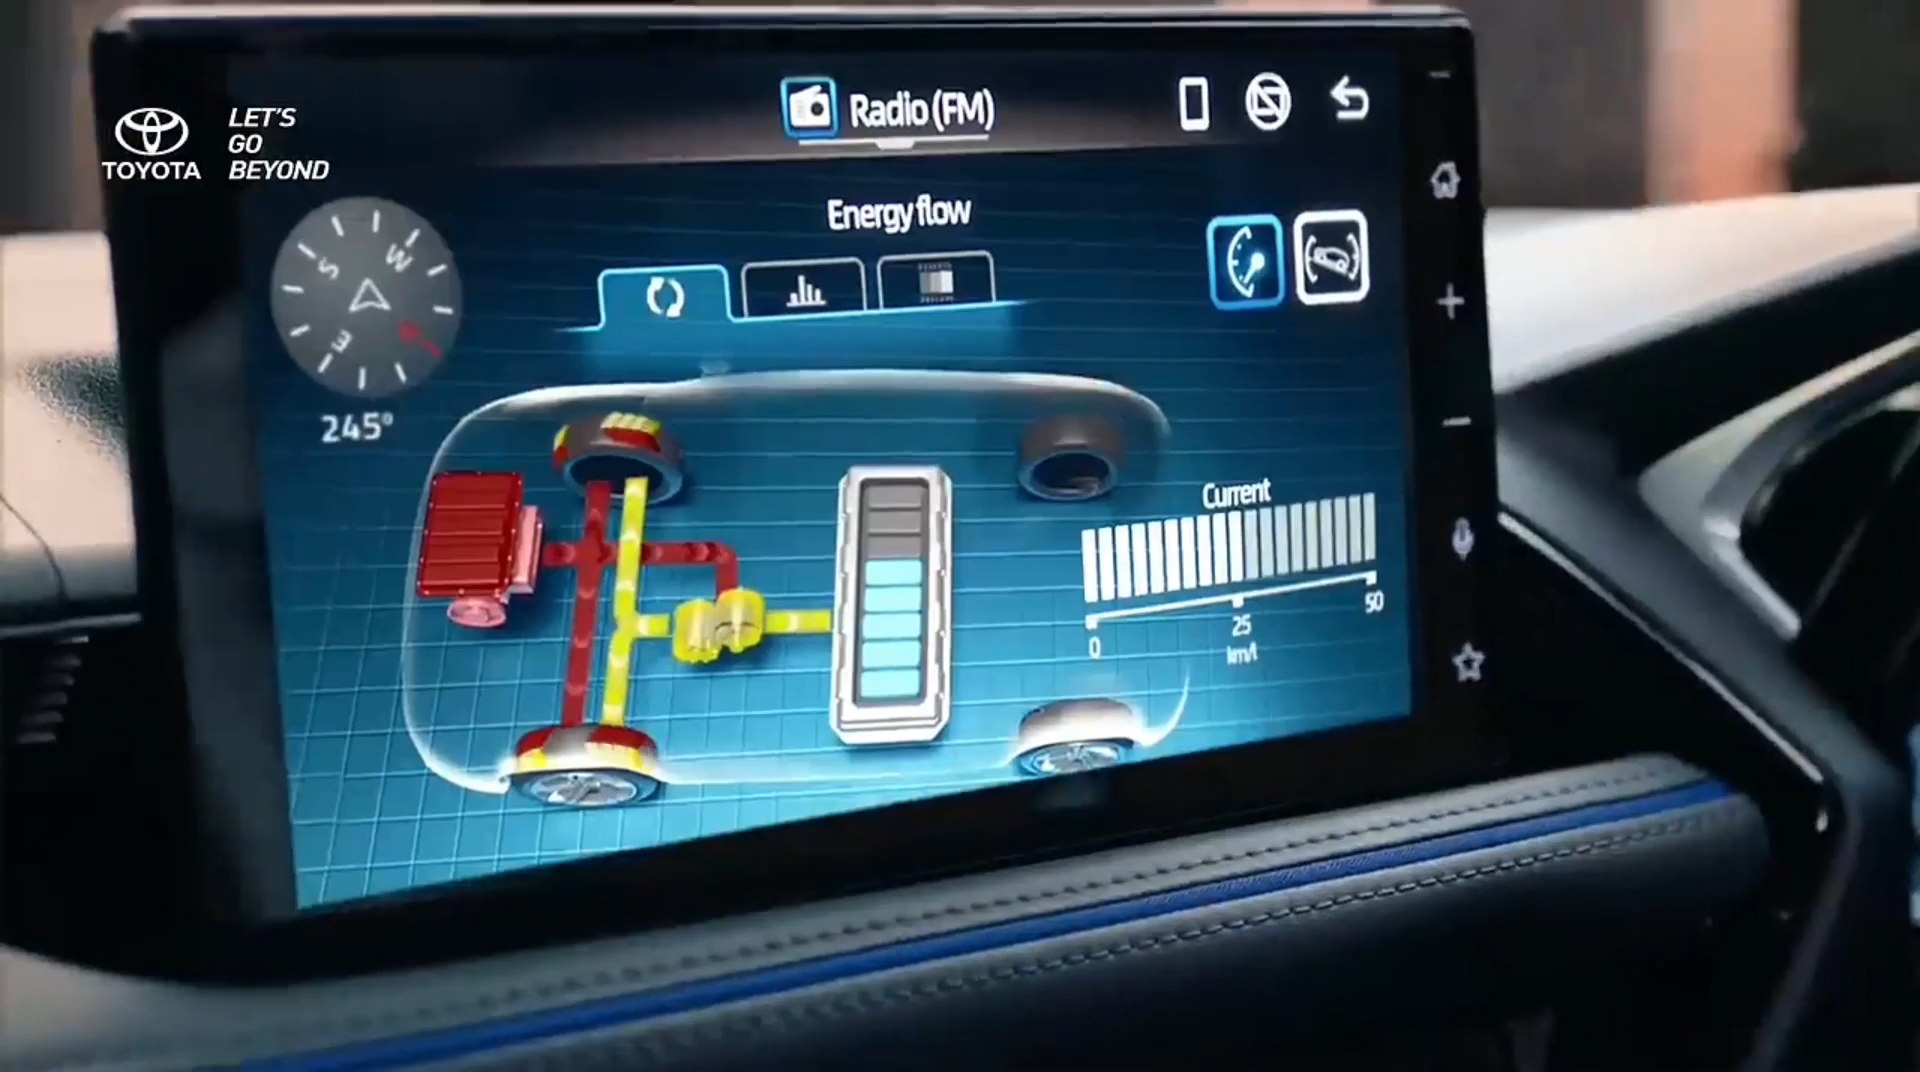 TOYOTA
LET'S
GO
BEYOND
Radio (FM)
Energy flow
S
W
E
245°
Current
0
25
50
km/l